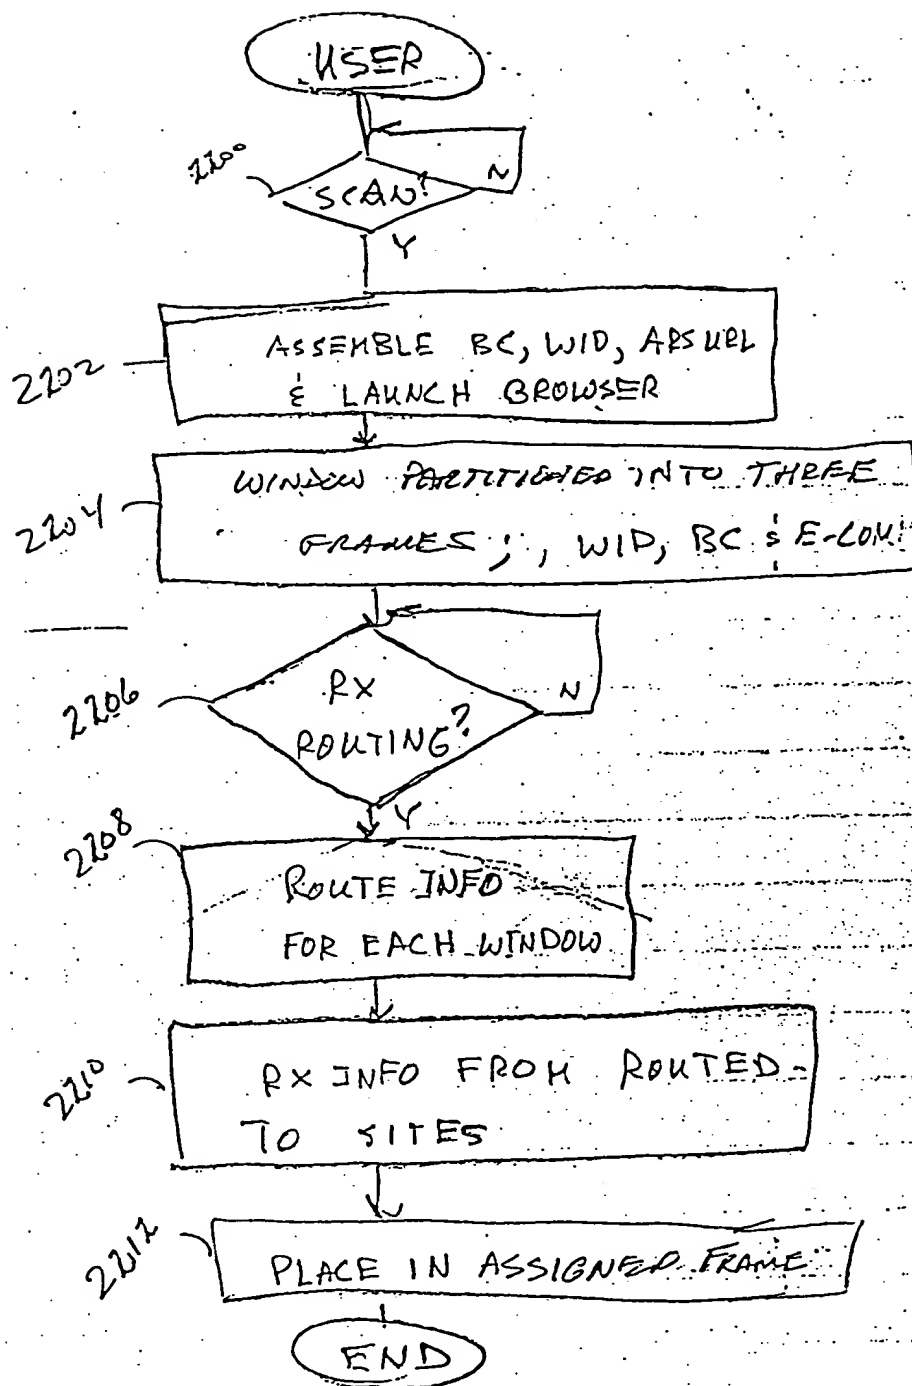 USER
2200
SCAN?
N
Y
2202
ASSEMBLE BC, WID, ARS URL
& LAUNCH BROWSER
2204
WINDOW PARTITIONED INTO THREE
FRAMES ; , WID, BC & E-COM
2206
RX
ROUTING?
N
Y
2208
ROUTE INFO
FOR EACH WINDOW
2210
RX INFO FROM ROUTED-
TO SITES
2212
PLACE IN ASSIGNED FRAME
END